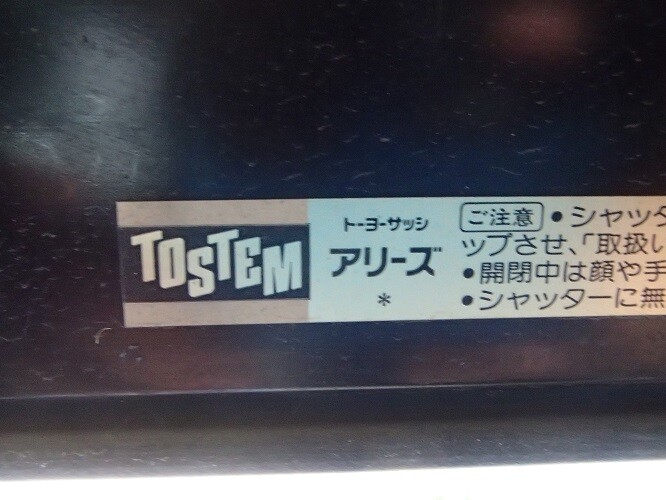 TOSTEM
トーヨーサッシ
アリーズ
*
ご注意 ●シャッタ
ップさせ、「取扱い
●開閉中は顔や手
●シャッターに無